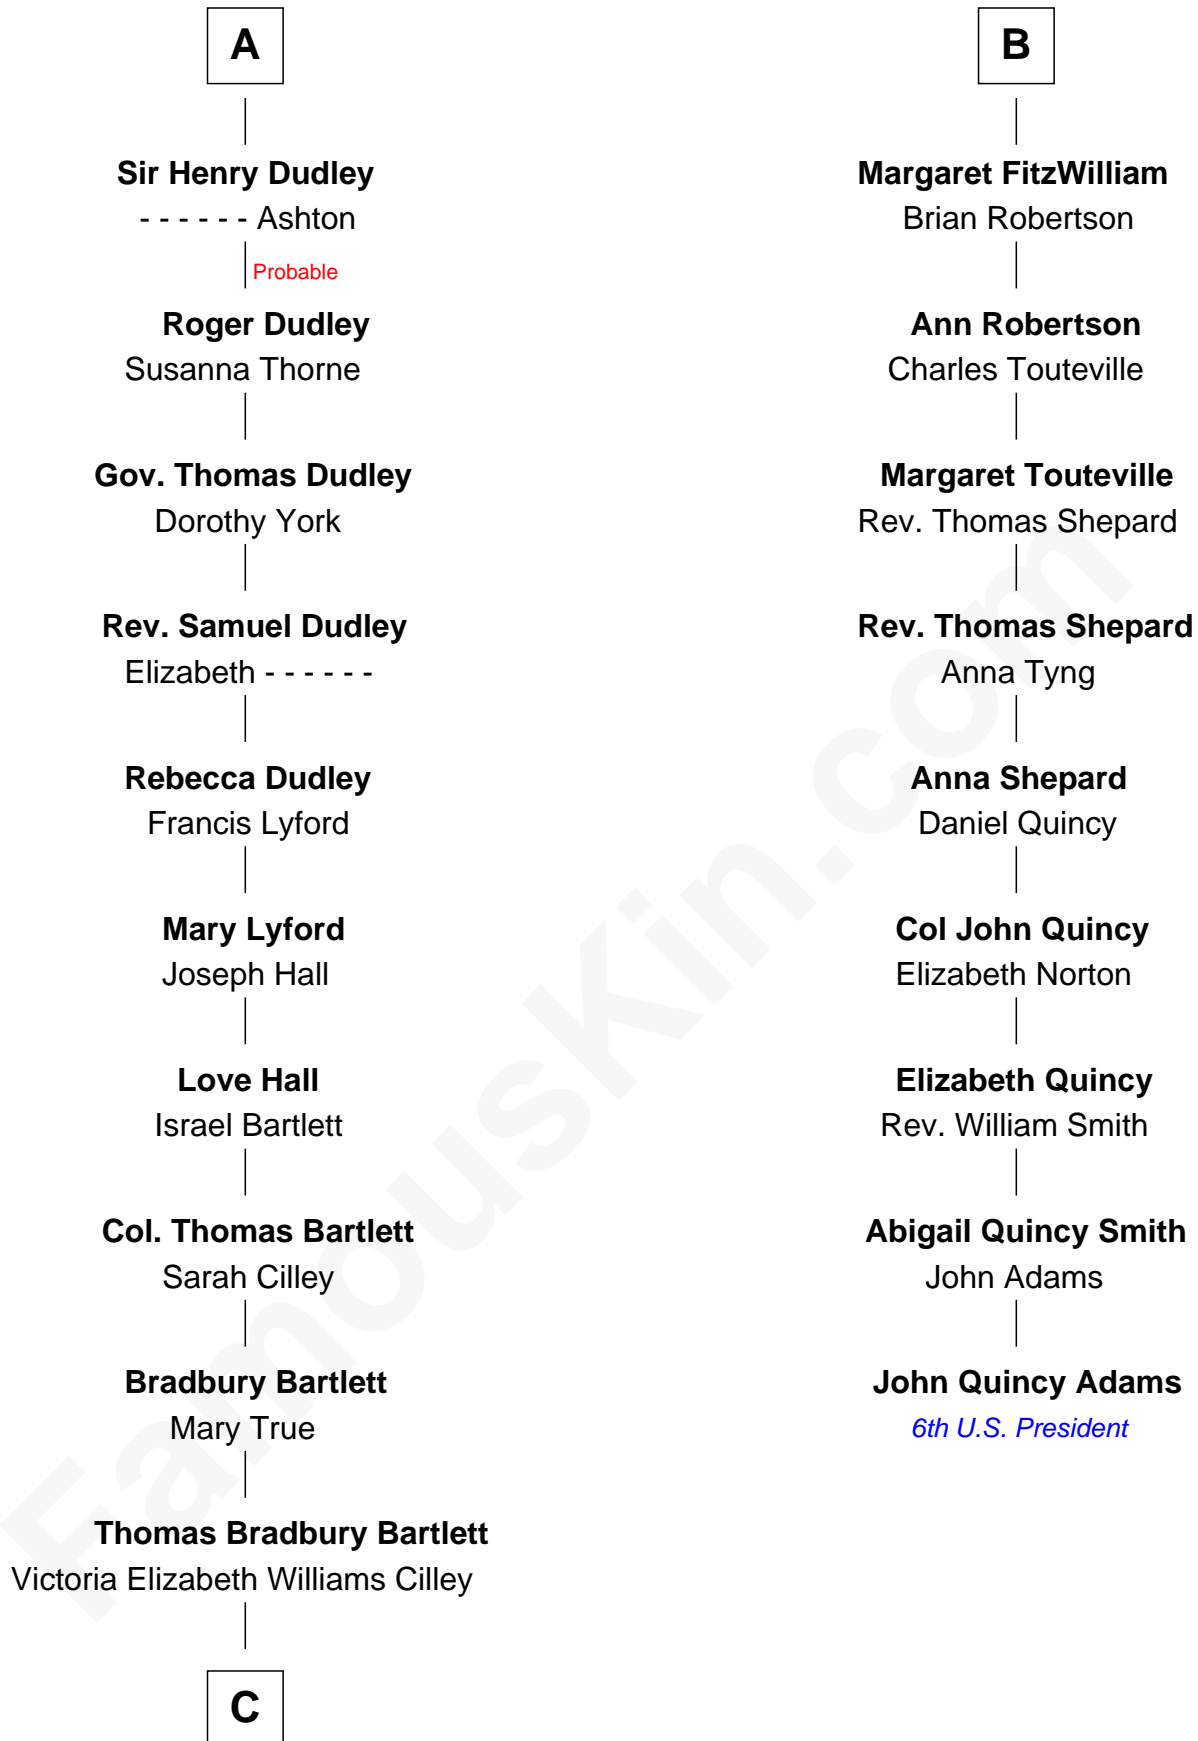 A
Sir Henry Dudley
- - - - - - Ashton
Probable
Roger Dudley
Susanna Thorne
Gov. Thomas Dudley
Dorothy York
Rev. Samuel Dudley
Elizabeth - - - - - -
Rebecca Dudley
Francis Lyford
Mary Lyford
Joseph Hall
Love Hall
Israel Bartlett
Col. Thomas Bartlett
Sarah Cilley
Bradbury Bartlett
Mary True
Thomas Bradbury Bartlett
Victoria Elizabeth Williams Cilley
C
B
Margaret FitzWilliam
Brian Robertson
Ann Robertson
Charles Touteville
Margaret Touteville
Rev. Thomas Shepard
Rev. Thomas Shepard
Anna Tyng
Anna Shepard
Daniel Quincy
Col John Quincy
Elizabeth Norton
Elizabeth Quincy
Rev. William Smith
Abigail Quincy Smith
John Adams
John Quincy Adams
6th U.S. President
FamousKin.com